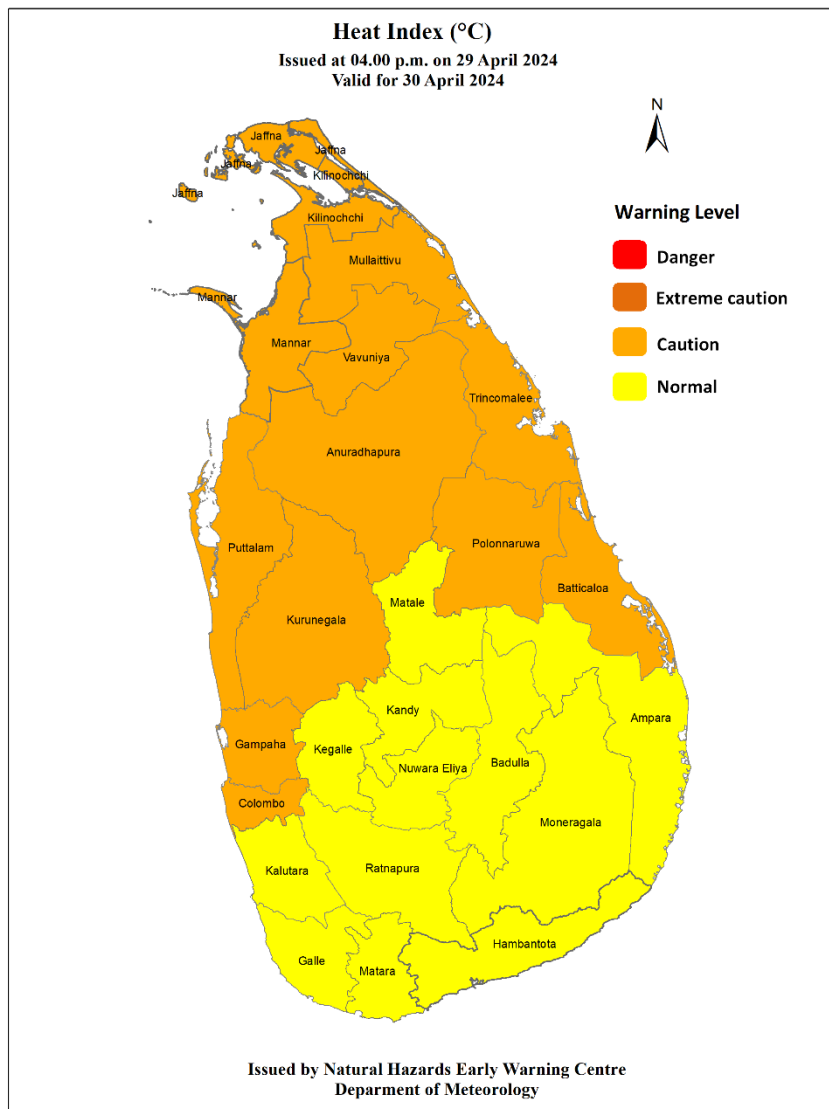 Heat Index (°C)
Issued at 04.00 p.m. on 29 April 2024
Valid for 30 April 2024
N
Jaffna
Jaffna
Jaffna
Kilinochchi
Jaffna
Kilinochchi
Mullaittivu
Mannar
Mannar
Vavuniya
Trincomalee
Anuradhapura
Puttalam
Polonnaruwa
Batticaloa
Matale
Kurunegala
Kandy
Ampara
Gampaha
Kegalle
Nuwara Eliya
Badulla
Colombo
Moneragala
Kalutara
Ratnapura
Hambantota
Galle
Matara
Warning Level
Danger
Extreme caution
Caution
Normal
Issued by Natural Hazards Early Warning Centre
Deparment of Meteorology